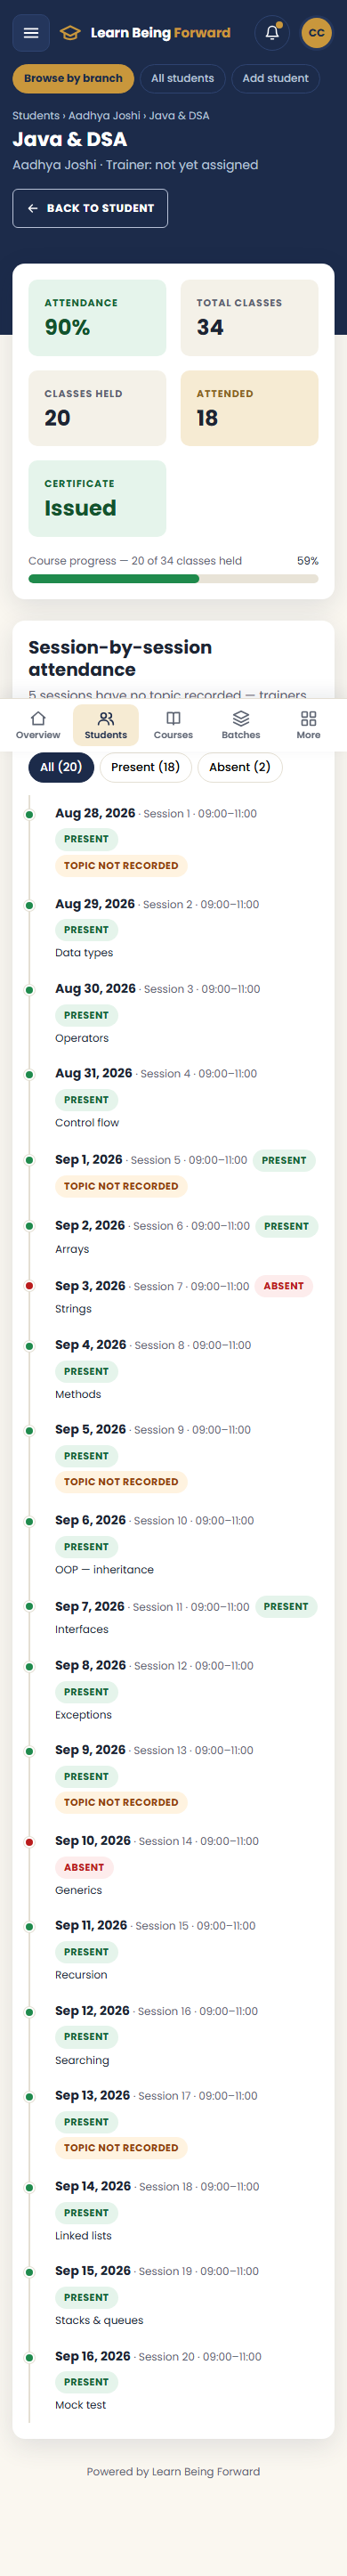 Learn Being Forward
CC
Browse by branch
All students
Add student
Students › Aadhya Joshi › Java & DSA
Java & DSA
Aadhya Joshi · Trainer: not yet assigned
← BACK TO STUDENT
ATTENDANCE
90%
TOTAL CLASSES
34
CLASSES HELD
20
ATTENDED
18
CERTIFICATE
Issued
Course progress — 20 of 34 classes held
59%
Session-by-session
attendance
5 sessions have no topic recorded — trainers
Overview
Students
Courses
Batches
More
All (20)
Present (18)
Absent (2)
Aug 28, 2026 · Session 1 · 09:00–11:00
PRESENT
TOPIC NOT RECORDED
Aug 29, 2026 · Session 2 · 09:00–11:00
PRESENT
Data types
Aug 30, 2026 · Session 3 · 09:00–11:00
PRESENT
Operators
Aug 31, 2026 · Session 4 · 09:00–11:00
PRESENT
Control flow
Sep 1, 2026 · Session 5 · 09:00–11:00 PRESENT
TOPIC NOT RECORDED
Sep 2, 2026 · Session 6 · 09:00–11:00 PRESENT
Arrays
Sep 3, 2026 · Session 7 · 09:00–11:00 ABSENT
Strings
Sep 4, 2026 · Session 8 · 09:00–11:00
PRESENT
Methods
Sep 5, 2026 · Session 9 · 09:00–11:00
PRESENT
TOPIC NOT RECORDED
Sep 6, 2026 · Session 10 · 09:00–11:00
PRESENT
OOP — inheritance
Sep 7, 2026 · Session 11 · 09:00–11:00 PRESENT
Interfaces
Sep 8, 2026 · Session 12 · 09:00–11:00
PRESENT
Exceptions
Sep 9, 2026 · Session 13 · 09:00–11:00
PRESENT
TOPIC NOT RECORDED
Sep 10, 2026 · Session 14 · 09:00–11:00
ABSENT
Generics
Sep 11, 2026 · Session 15 · 09:00–11:00
PRESENT
Recursion
Sep 12, 2026 · Session 16 · 09:00–11:00
PRESENT
Searching
Sep 13, 2026 · Session 17 · 09:00–11:00
PRESENT
TOPIC NOT RECORDED
Sep 14, 2026 · Session 18 · 09:00–11:00
PRESENT
Linked lists
Sep 15, 2026 · Session 19 · 09:00–11:00
PRESENT
Stacks & queues
Sep 16, 2026 · Session 20 · 09:00–11:00
PRESENT
Mock test
Powered by Learn Being Forward